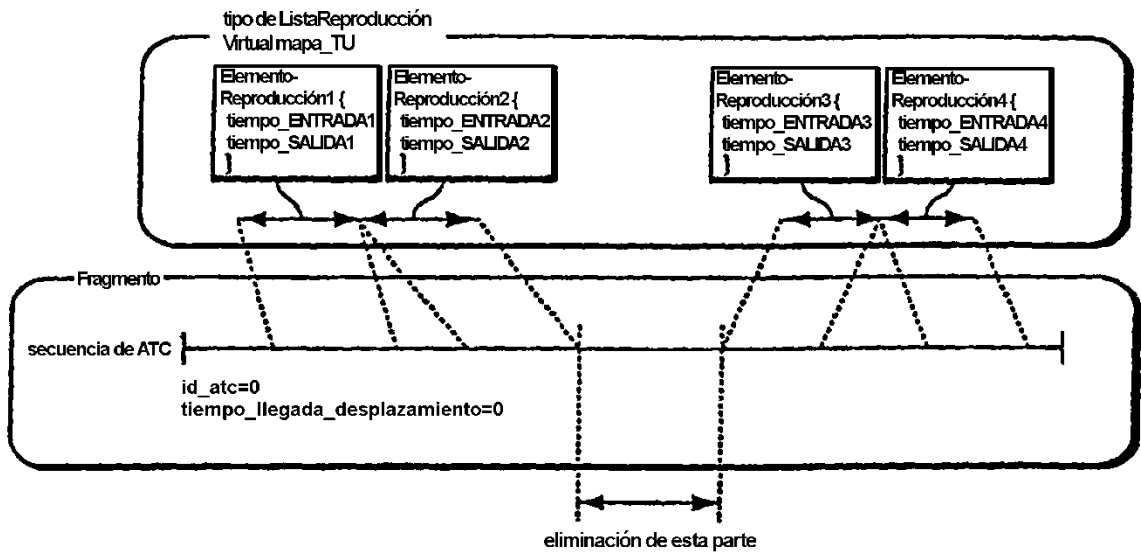 tipo de ListaReproducción
Virtual mapa_TU
Elemento-
Reproducción1 {
tiempo_ENTRADA1
tiempo_SALIDA1
}
Elemento-
Reproducción2 {
tiempo_ENTRADA2
tiempo_SALIDA2
}
Elemento-
Reproducción3 {
tiempo_ENTRADA3
tiempo_SALIDA3
}
Elemento-
Reproducción4 {
tiempo_ENTRADA4
tiempo_SALIDA4
}
Fragmento
secuencia de ATC
id_atc=0
tiempo_llegada_desplazamiento=0
eliminación de esta parte